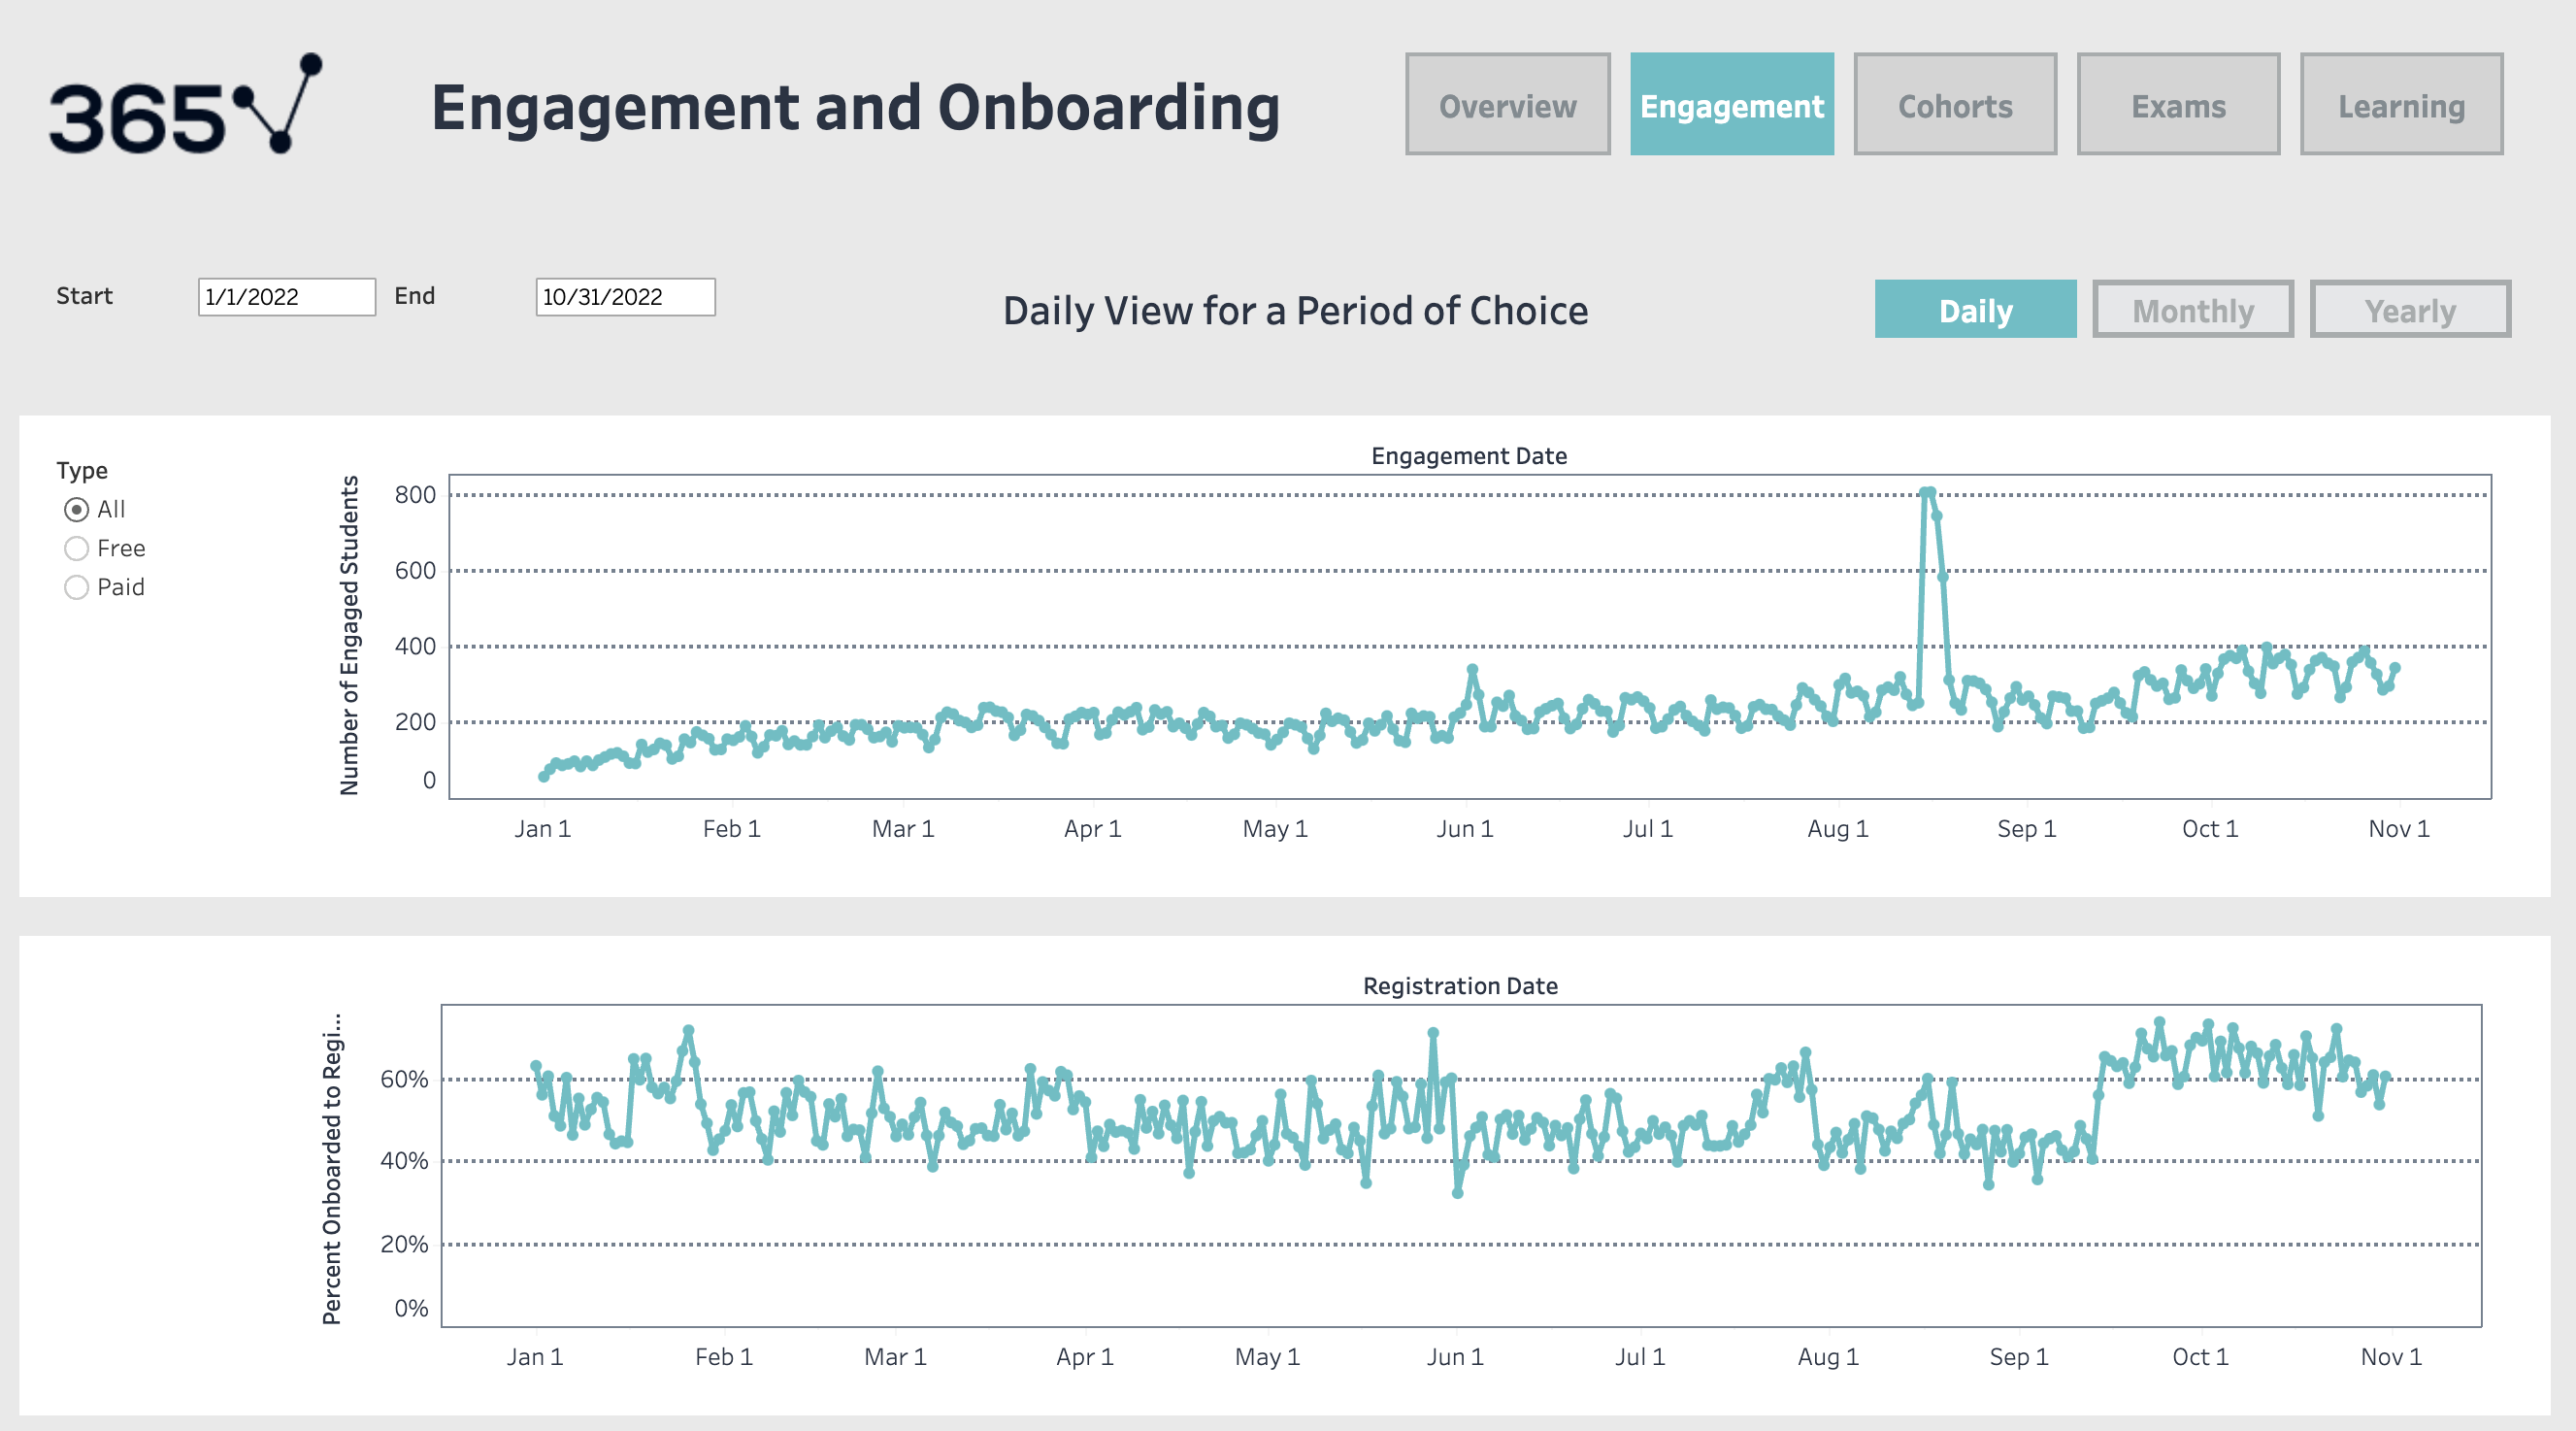 365
Engagement and Onboarding
Overview
Engagement
Cohorts
Exams
Learning
Start
1/1/2022
End
10/31/2022
Daily View for a Period of Choice
Daily
Monthly
Yearly
Type
All
Free
Paid
Engagement Date
Number of Engaged Students
800
600
400
200
0
Jan 1
Feb 1
Mar 1
Apr 1
May 1
Jun 1
Jul 1
Aug 1
Sep 1
Oct 1
Nov 1
Registration Date
Percent Onboarded to Regi...
60%
40%
20%
0%
Jan 1
Feb 1
Mar 1
Apr 1
May 1
Jun 1
Jul 1
Aug 1
Sep 1
Oct 1
Nov 1